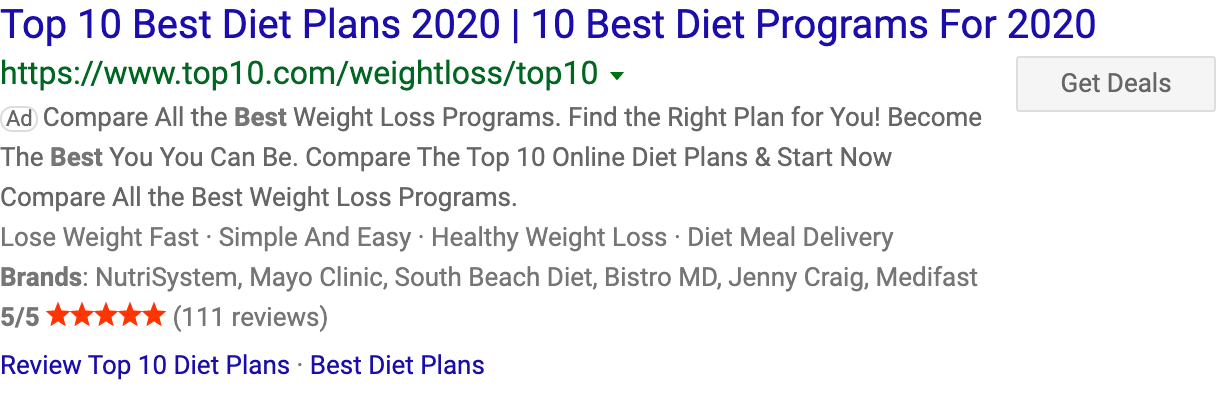 Top 10 Best Diet Plans 2020 | 10 Best Diet Programs For 2020
https://www.top10.com/weightloss/top10
Get Deals
Ad Compare All the Best Weight Loss Programs. Find the Right Plan for You! Become
The Best You You Can Be. Compare The Top 10 Online Diet Plans & Start Now
Compare All the Best Weight Loss Programs.
Lose Weight Fast · Simple And Easy · Healthy Weight Loss · Diet Meal Delivery
Brands: NutriSystem, Mayo Clinic, South Beach Diet, Bistro MD, Jenny Craig, Medifast
5/5 ★★★★★ (111 reviews)
Review Top 10 Diet Plans · Best Diet Plans